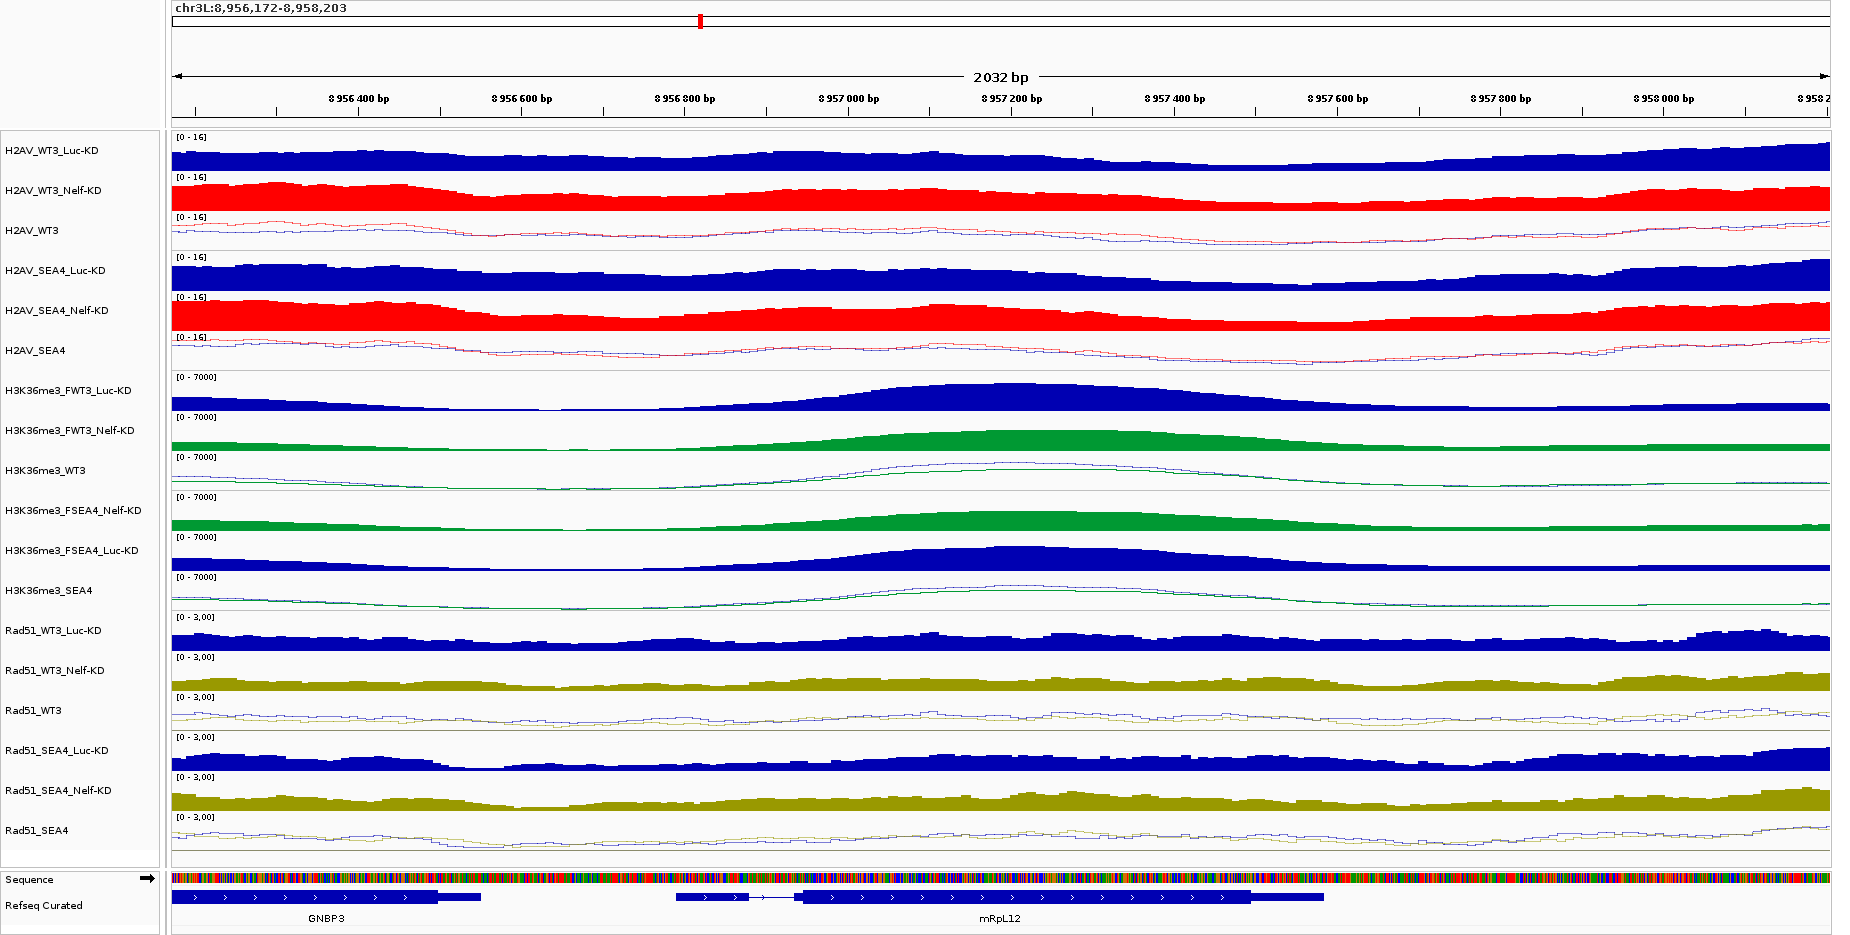 chr3L:8,956,172-8,958,203
2032 bp
8 956 400 bp 8 956 600 bp 8 956 800 bp 8 957 000 bp 8 957 200 bp 8 957 400 bp 8 957 600 bp 8 957 800 bp 8 958 000 bp 8 958 2
[0 - 16]
H2AV_WT3_Luc-KD
[0 - 16]
H2AV_WT3_Nelf-KD
[0 - 16]
H2AV_WT3
[0 - 16]
H2AV_SEA4_Luc-KD
[0 - 16]
H2AV_SEA4_Nelf-KD
[0 - 16]
H2AV_SEA4
[0 - 7000]
H3K36me3_FWT3_Luc-KD
[0 - 7000]
H3K36me3_FWT3_Nelf-KD
[0 - 7000]
H3K36me3_WT3
[0 - 7000]
H3K36me3_FSEA4_Nelf-KD
[0 - 7000]
H3K36me3_FSEA4_Luc-KD
[0 - 7000]
H3K36me3_SEA4
[0 - 3,00]
Rad51_WT3_Luc-KD
[0 - 3,00]
Rad51_WT3_Nelf-KD
[0 - 3,00]
Rad51_WT3
[0 - 3,00]
Rad51_SEA4_Luc-KD
[0 - 3,00]
Rad51_SEA4_Nelf-KD
[0 - 3,00]
Rad51_SEA4
Sequence
Refseq Curated
GNBP3 mRpL12